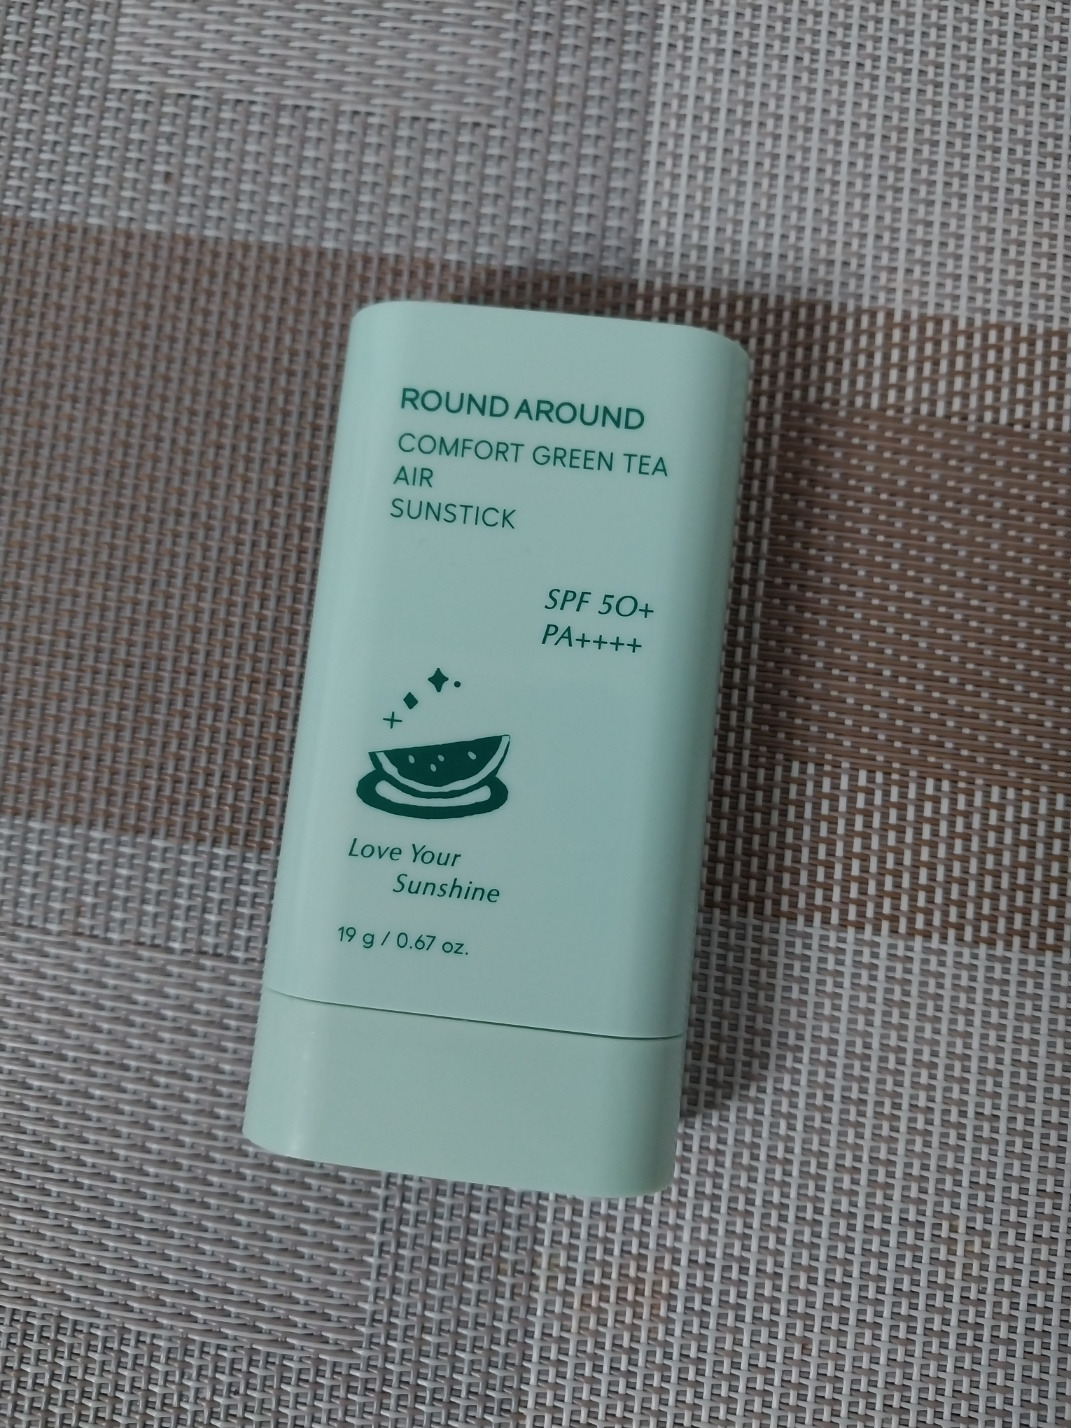 ROUND AROUND
COMFORT GREEN TEA
AIR
SUNSTICK
SPF 50+
PA++++
Love Your
Sunshine
19 g / 0.67 oz.